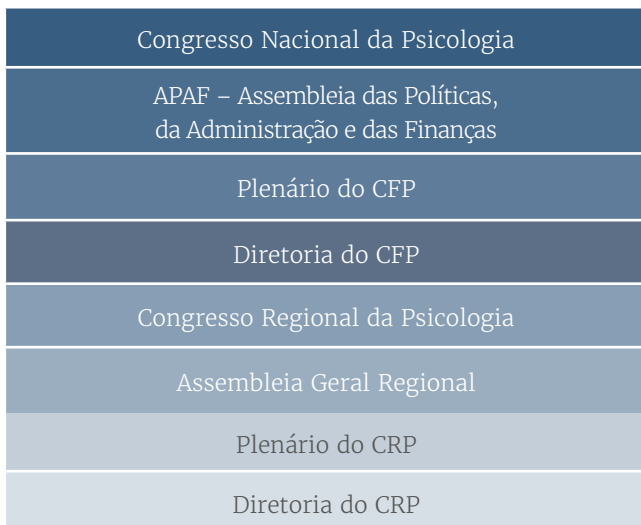 Congresso Nacional da Psicologia
APAF – Assembleia das Políticas,
da Administração e das Finanças
Plenário do CFP
Diretoria do CFP
Congresso Regional da Psicologia
Assembleia Geral Regional
Plenário do CRP
Diretoria do CRP